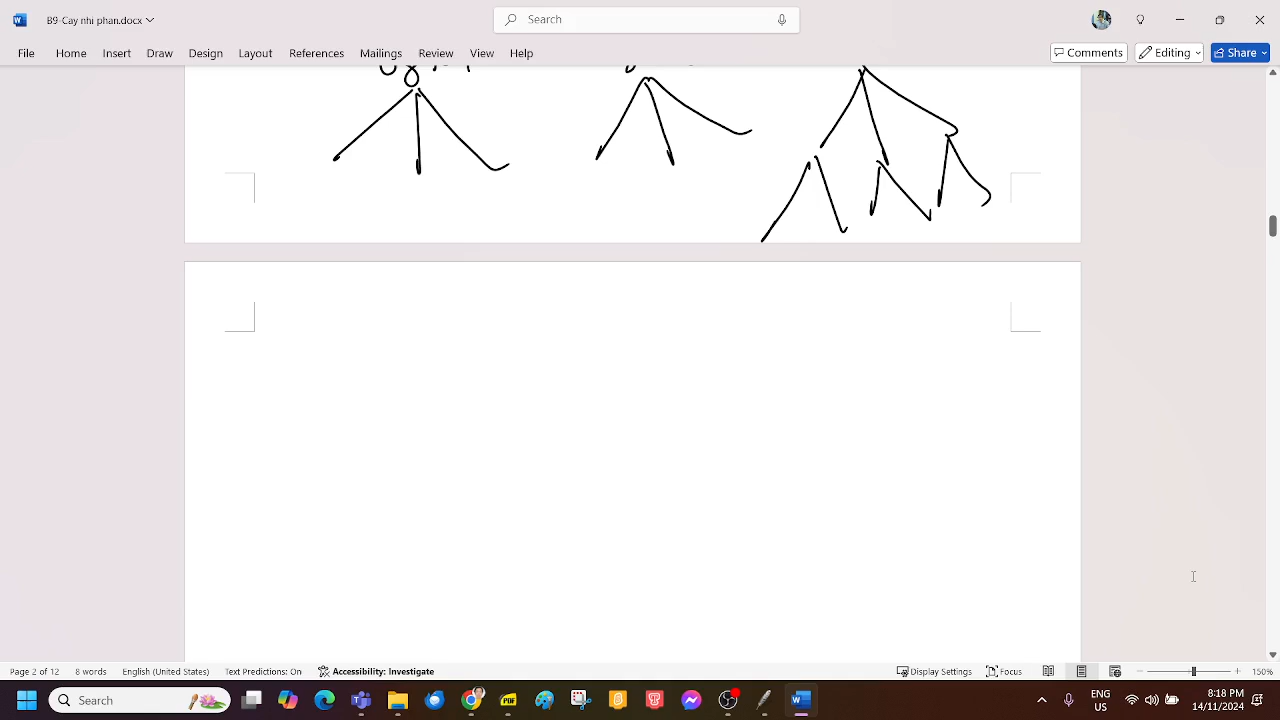 B9-Cay nhi phan.docx
Search
File Home Insert Draw Design Layout References Mailings Review View Help
Comments Editing Share
Page 2 of 12 8 words English (United States) Text Predictions: On Accessibility: Investigate Display Settings Focus 150%
Search
PDF
ENG
US
8:18 PM
14/11/2024